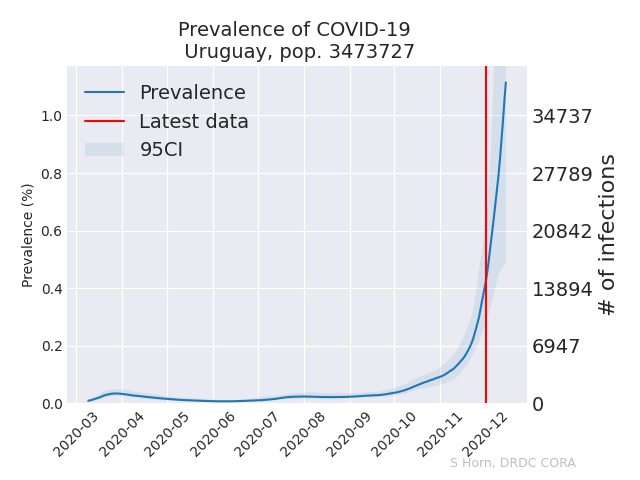 Prevalence of COVID-19
Uruguay, pop. 3473727
Prevalence
Latest data
95CI
Prevalence (%)
1.0
0.8
0.6
0.4
0.2
0.0
34737
27789
20842
13894
6947
0
# of infections
2020-03
2020-04
2020-05
2020-06
2020-07
2020-08
2020-09
2020-10
2020-11
2020-12
S Horn, DRDC CORA